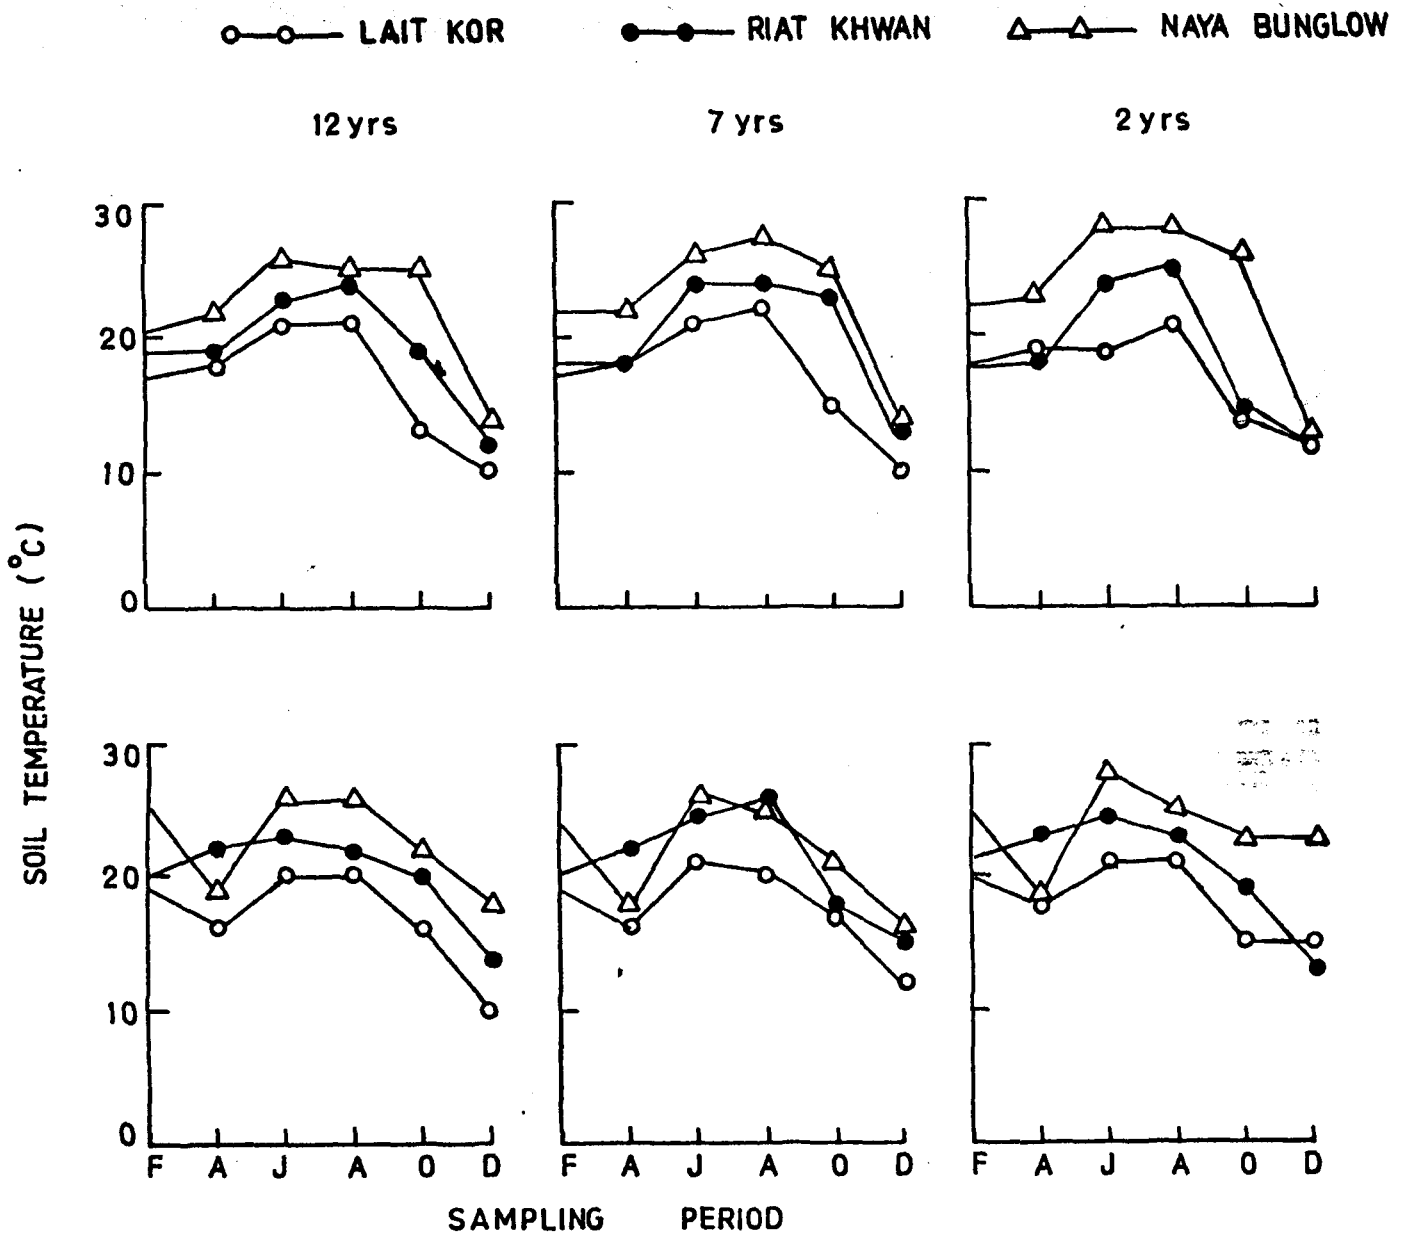 LAIT KOR RIAT KHWAN NAYA BUNGLOW
12 yrs 7 yrs 2 yrs
30
20
10
0
SOIL TEMPERATURE (°C)
30
20
10
0
F A J A O D F A J A O D F A J A O D
SAMPLING PERIOD